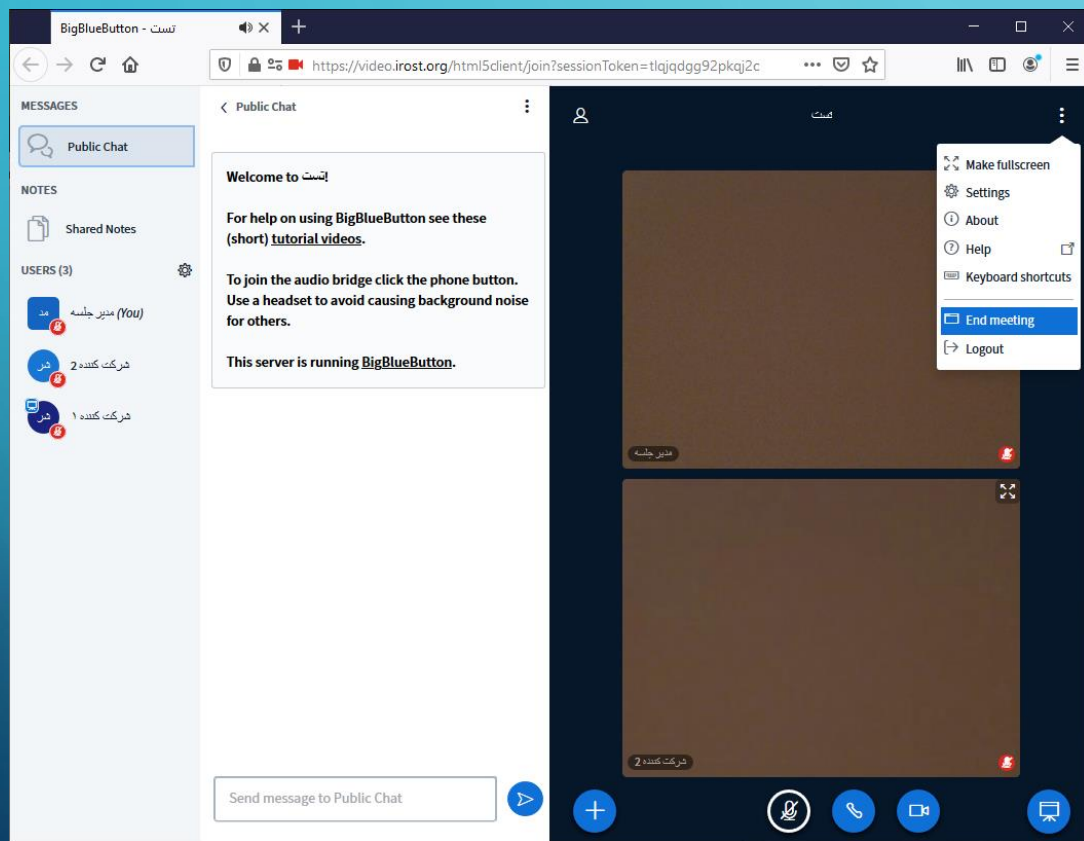 BigBlueButton - تست
https://video.irost.org/html5client/join?sessionToken=tlqjqdgg92pkqj2c
MESSAGES
Public Chat
NOTES
Shared Notes
USERS (3)
مد
مدیر جلسه (You)
شر
شرکت کننده 2
شر
شرکت کننده ۱
Public Chat
Welcome to تست!
For help on using BigBlueButton see these
(short) tutorial videos.
To join the audio bridge click the phone button.
Use a headset to avoid causing background noise
for others.
This server is running BigBlueButton.
Send message to Public Chat
تست
Make fullscreen
Settings
About
Help
Keyboard shortcuts
End meeting
Logout
مدیر جلسه
شرکت کننده 2